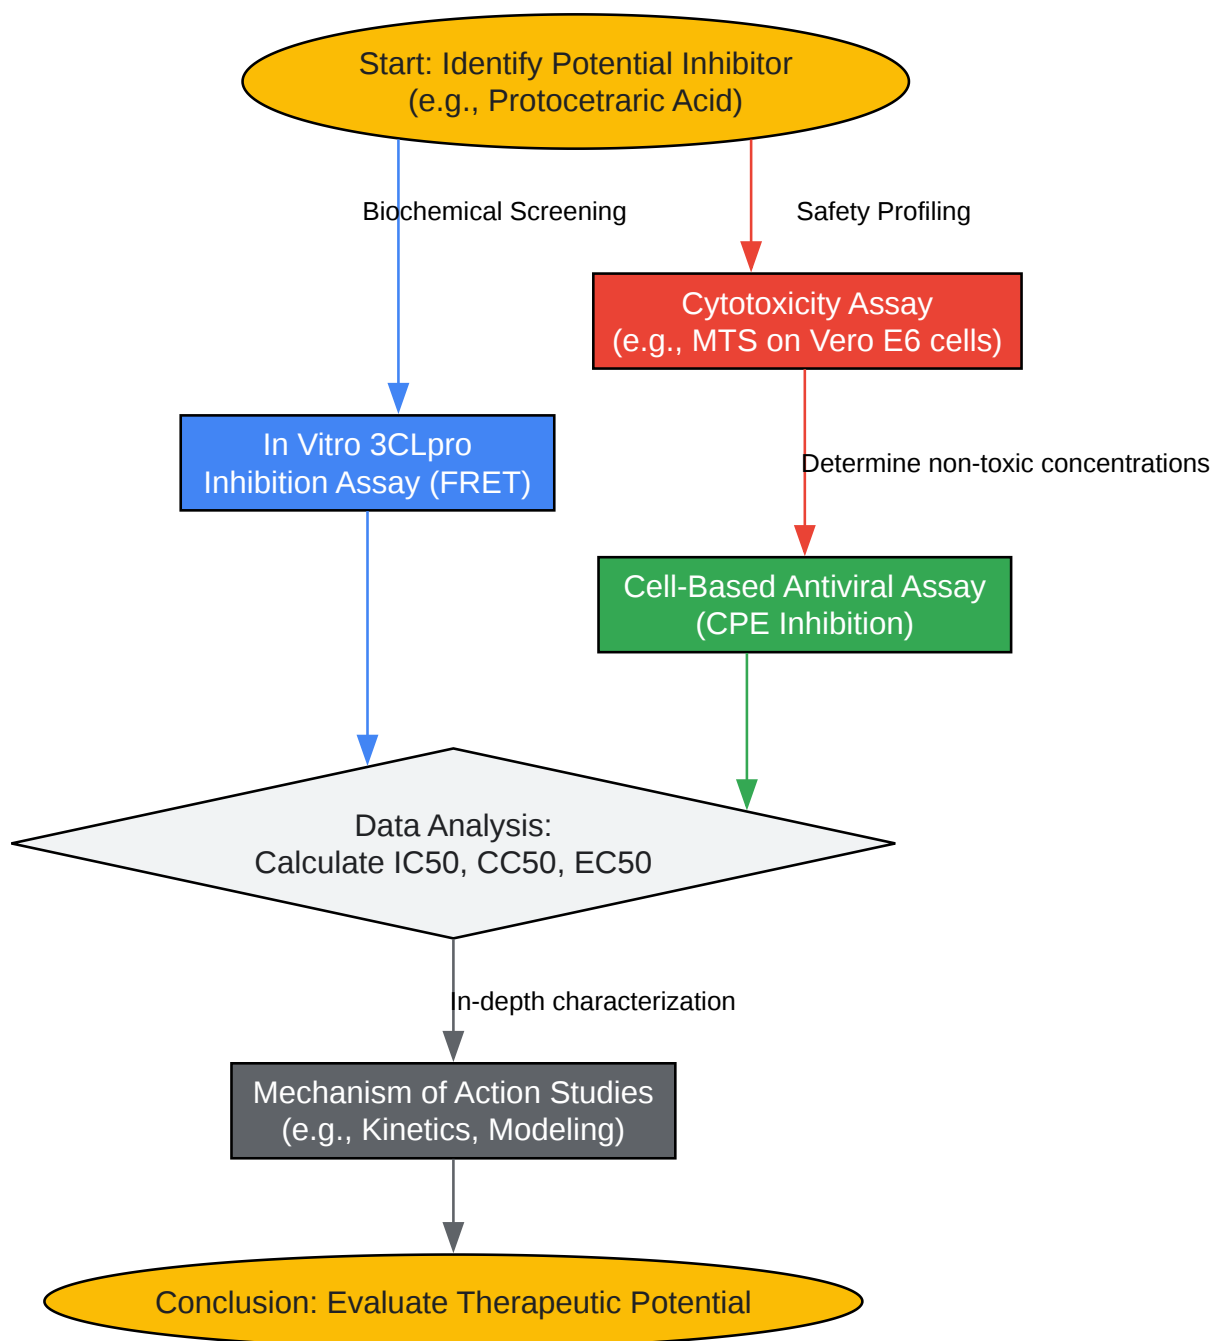 Start: Identify Potential Inhibitor
(e.g., Protocetraric Acid)
Biochemical Screening
Safety Profiling
Cytotoxicity Assay
(e.g., MTS on Vero E6 cells)
In Vitro 3CLpro
Inhibition Assay (FRET)
Determine non-toxic concentrations
Cell-Based Antiviral Assay
(CPE Inhibition)
Data Analysis:
Calculate IC50, CC50, EC50
In-depth characterization
Mechanism of Action Studies
(e.g., Kinetics, Modeling)
Conclusion: Evaluate Therapeutic Potential